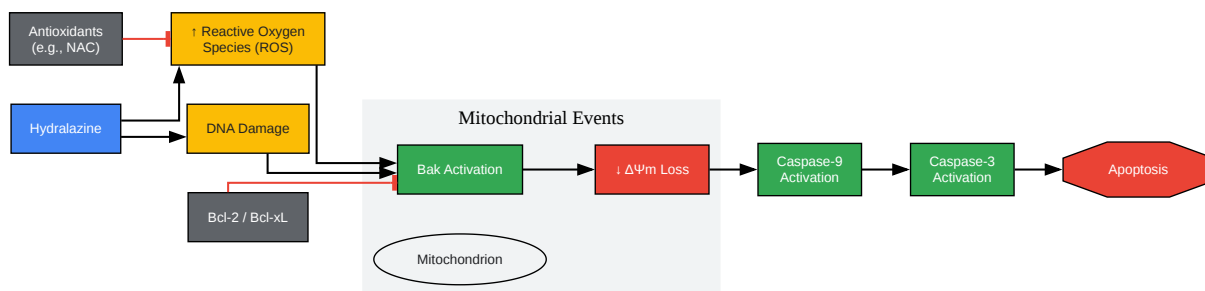 Antioxidants
(e.g., NAC)
↑ Reactive Oxygen
Species (ROS)
Hydralazine
DNA Damage
Bcl-2 / Bcl-xL
Mitochondrial Events
Bak Activation
↓ ΔΨm Loss
Mitochondrion
Caspase-9
Activation
Caspase-3
Activation
Apoptosis